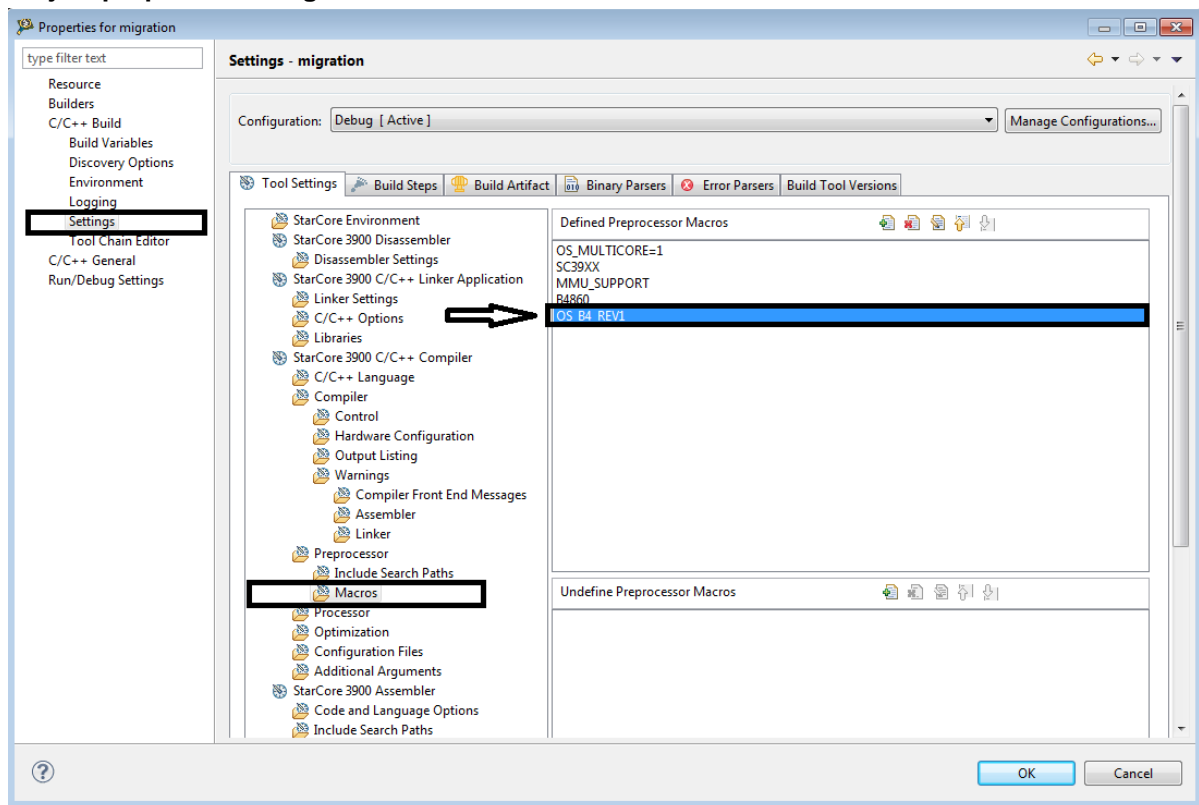 Properties for migration
type filter text
Resource
Builders
C/C++ Build
Build Variables
Discovery Options
Environment
Logging
Settings
Tool Chain Editor
C/C++ General
Run/Debug Settings
Settings - migration
Configuration: Debug [ Active ] Manage Configurations...
Tool Settings Build Steps Build Artifact Binary Parsers Error Parsers Build Tool Versions
StarCore Environment
StarCore 3900 Disassembler
Disassembler Settings
StarCore 3900 C/C++ Linker Application
Linker Settings
C/C++ Options
Libraries
StarCore 3900 C/C++ Compiler
C/C++ Language
Compiler
Control
Hardware Configuration
Output Listing
Warnings
Compiler Front End Messages
Assembler
Linker
Preprocessor
Include Search Paths
Macros
Processor
Optimization
Configuration Files
Additional Arguments
StarCore 3900 Assembler
Code and Language Options
Include Search Paths
Defined Preprocessor Macros
OS_MULTICORE=1
SC39XX
MMU_SUPPORT
B4860
OS_B4_REV1
Undefine Preprocessor Macros
OK Cancel